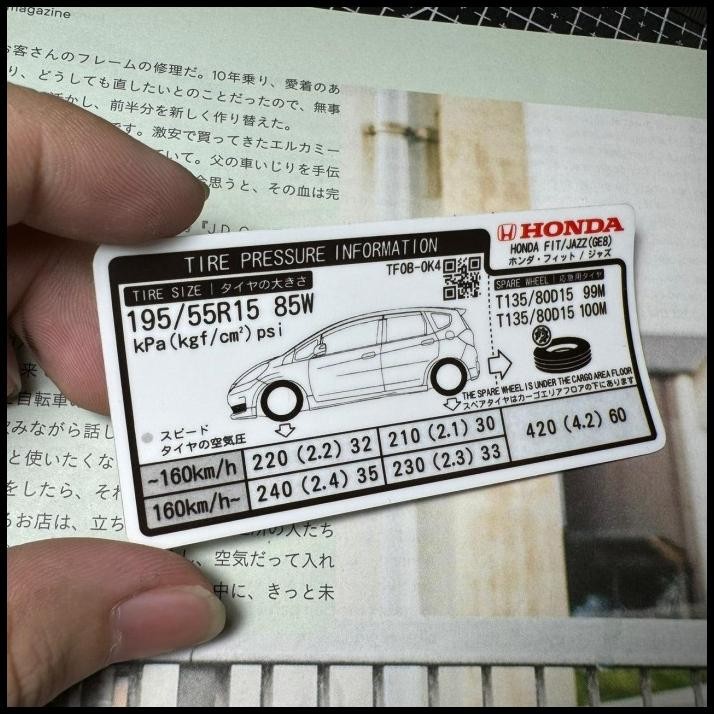 magazine
お客さんのフレームの修理だ。10年乗り、愛着のあ
り、どうしても直したいとのことだったので、無事
活かし、前半分を新しく作り替えた。
です。激安で買ってきたエルカミー
ていて。父の車いじりを手伝
今思うと、その血は完
HONDA
HONDA FIT/JAZZ(GE8)
ホンダ・フィット / ジャズ
TIRE PRESSURE INFORMATION
TF0B-0K4
TIRE SIZE | タイヤの大きさ
195/55R15 85W
kPa(kgf/cm²)psi
SPARE WHEEL | 応急用タイヤ
T135/80D15 99M
T135/80D15 100M
THE SPARE WHEEL IS UNDER THE CARGO AREA FLOOR
スペアタイヤはカーゴエリアフロアの下にあります
スピード
タイヤの空気圧
~160km/h 220 (2.2) 32 210 (2.1) 30 420 (4.2) 60
160km/h~ 240 (2.4) 35 230 (2.3) 33
自転車
みながら話し
と使いたくな
をしたら、それ
るお店は、立ち
の人たち
、空気だって入れ
中に、きっと未